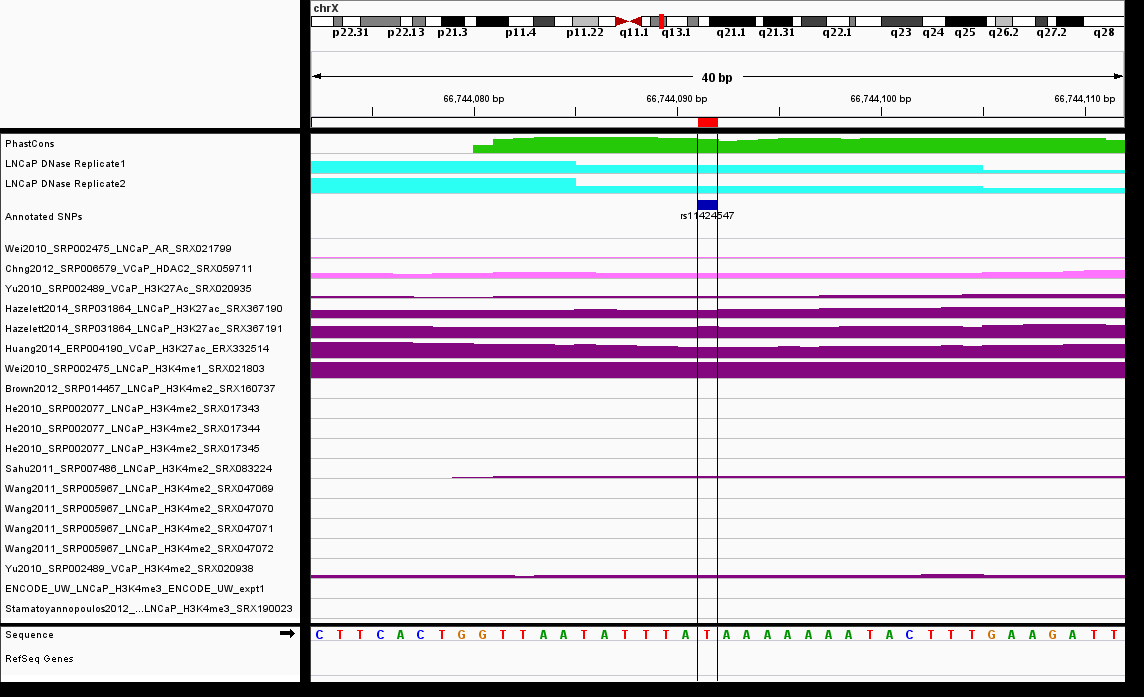 chrX
p22.31 p22.13 p21.3 p11.4 p11.22 q11.1 q13.1 q21.1 q21.31 q22.1 q23 q24 q25 q26.2 q27.2 q28
40 bp
66,744,080 bp 66,744,090 bp 66,744,100 bp 66,744,110 bp
PhastCons
LNCaP DNase Replicate1
LNCaP DNase Replicate2
Annotated SNPs
rs11424547
Wei2010_SRP002475_LNCaP_AR_SRX021799
Chng2012_SRP006579_VCaP_HDAC2_SRX059711
Yu2010_SRP002489_VCaP_H3K27Ac_SRX020935
Hazelett2014_SRP031864_LNCaP_H3K27ac_SRX367190
Hazelett2014_SRP031864_LNCaP_H3K27ac_SRX367191
Huang2014_ERP004190_VCaP_H3K27ac_ERX332514
Wei2010_SRP002475_LNCaP_H3K4me1_SRX021803
Brown2012_SRP014457_LNCaP_H3K4me2_SRX160737
He2010_SRP002077_LNCaP_H3K4me2_SRX017343
He2010_SRP002077_LNCaP_H3K4me2_SRX017344
He2010_SRP002077_LNCaP_H3K4me2_SRX017345
Sahu2011_SRP007486_LNCaP_H3K4me2_SRX083224
Wang2011_SRP005967_LNCaP_H3K4me2_SRX047069
Wang2011_SRP005967_LNCaP_H3K4me2_SRX047070
Wang2011_SRP005967_LNCaP_H3K4me2_SRX047071
Wang2011_SRP005967_LNCaP_H3K4me2_SRX047072
Yu2010_SRP002489_VCaP_H3K4me2_SRX020938
ENCODE_UW_LNCaP_H3K4me3_ENCODE_UW_expt1
Stamatoyannopoulos2012_...LNCaP_H3K4me3_SRX190023
Sequence C T T C A C T G G T T A A T A T T T A T A A A A A A A T A C T T T G A A G A T T
RefSeq Genes